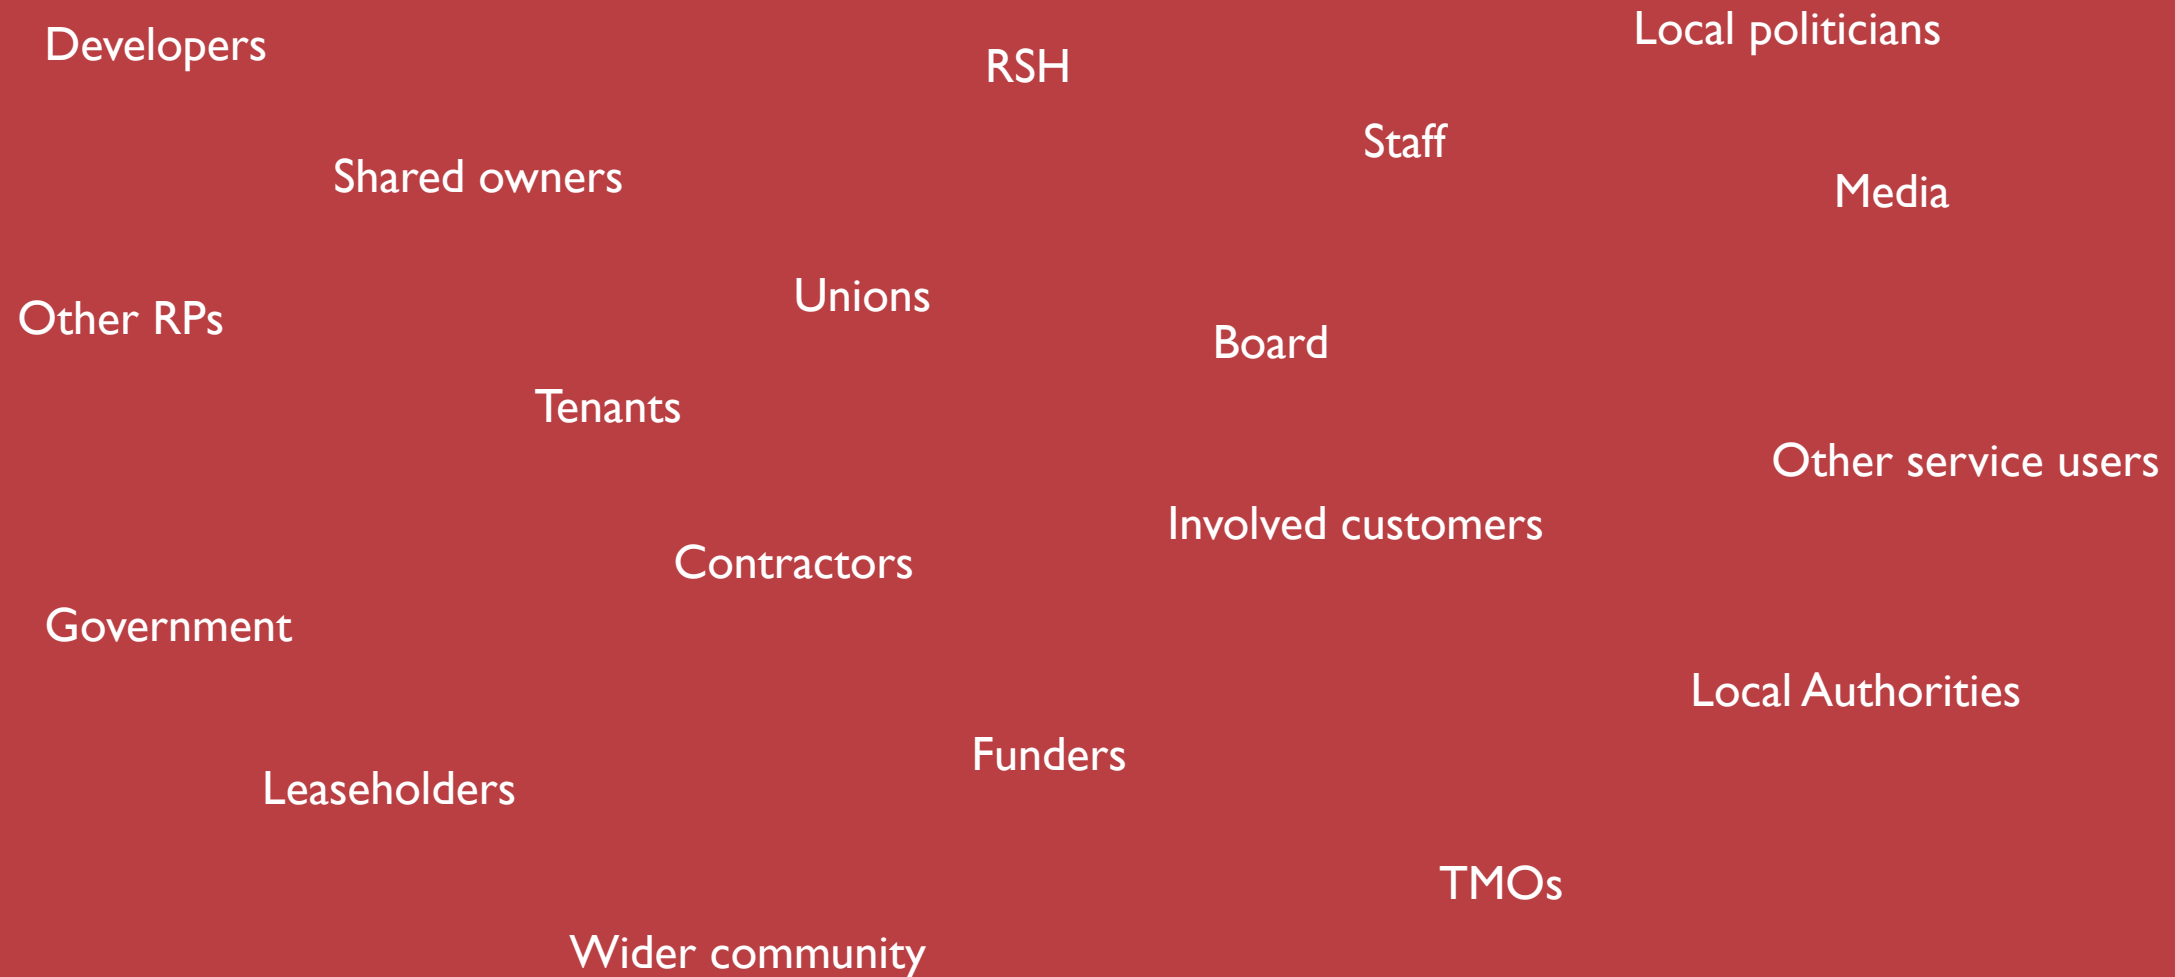 Developers
Local politicians
RSH
Staff
Shared owners
Media
Unions
Other RPs
Board
Tenants
Other service users
Involved customers
Contractors
Government
Local Authorities
Funders
Leaseholders
TMOs
Wider community